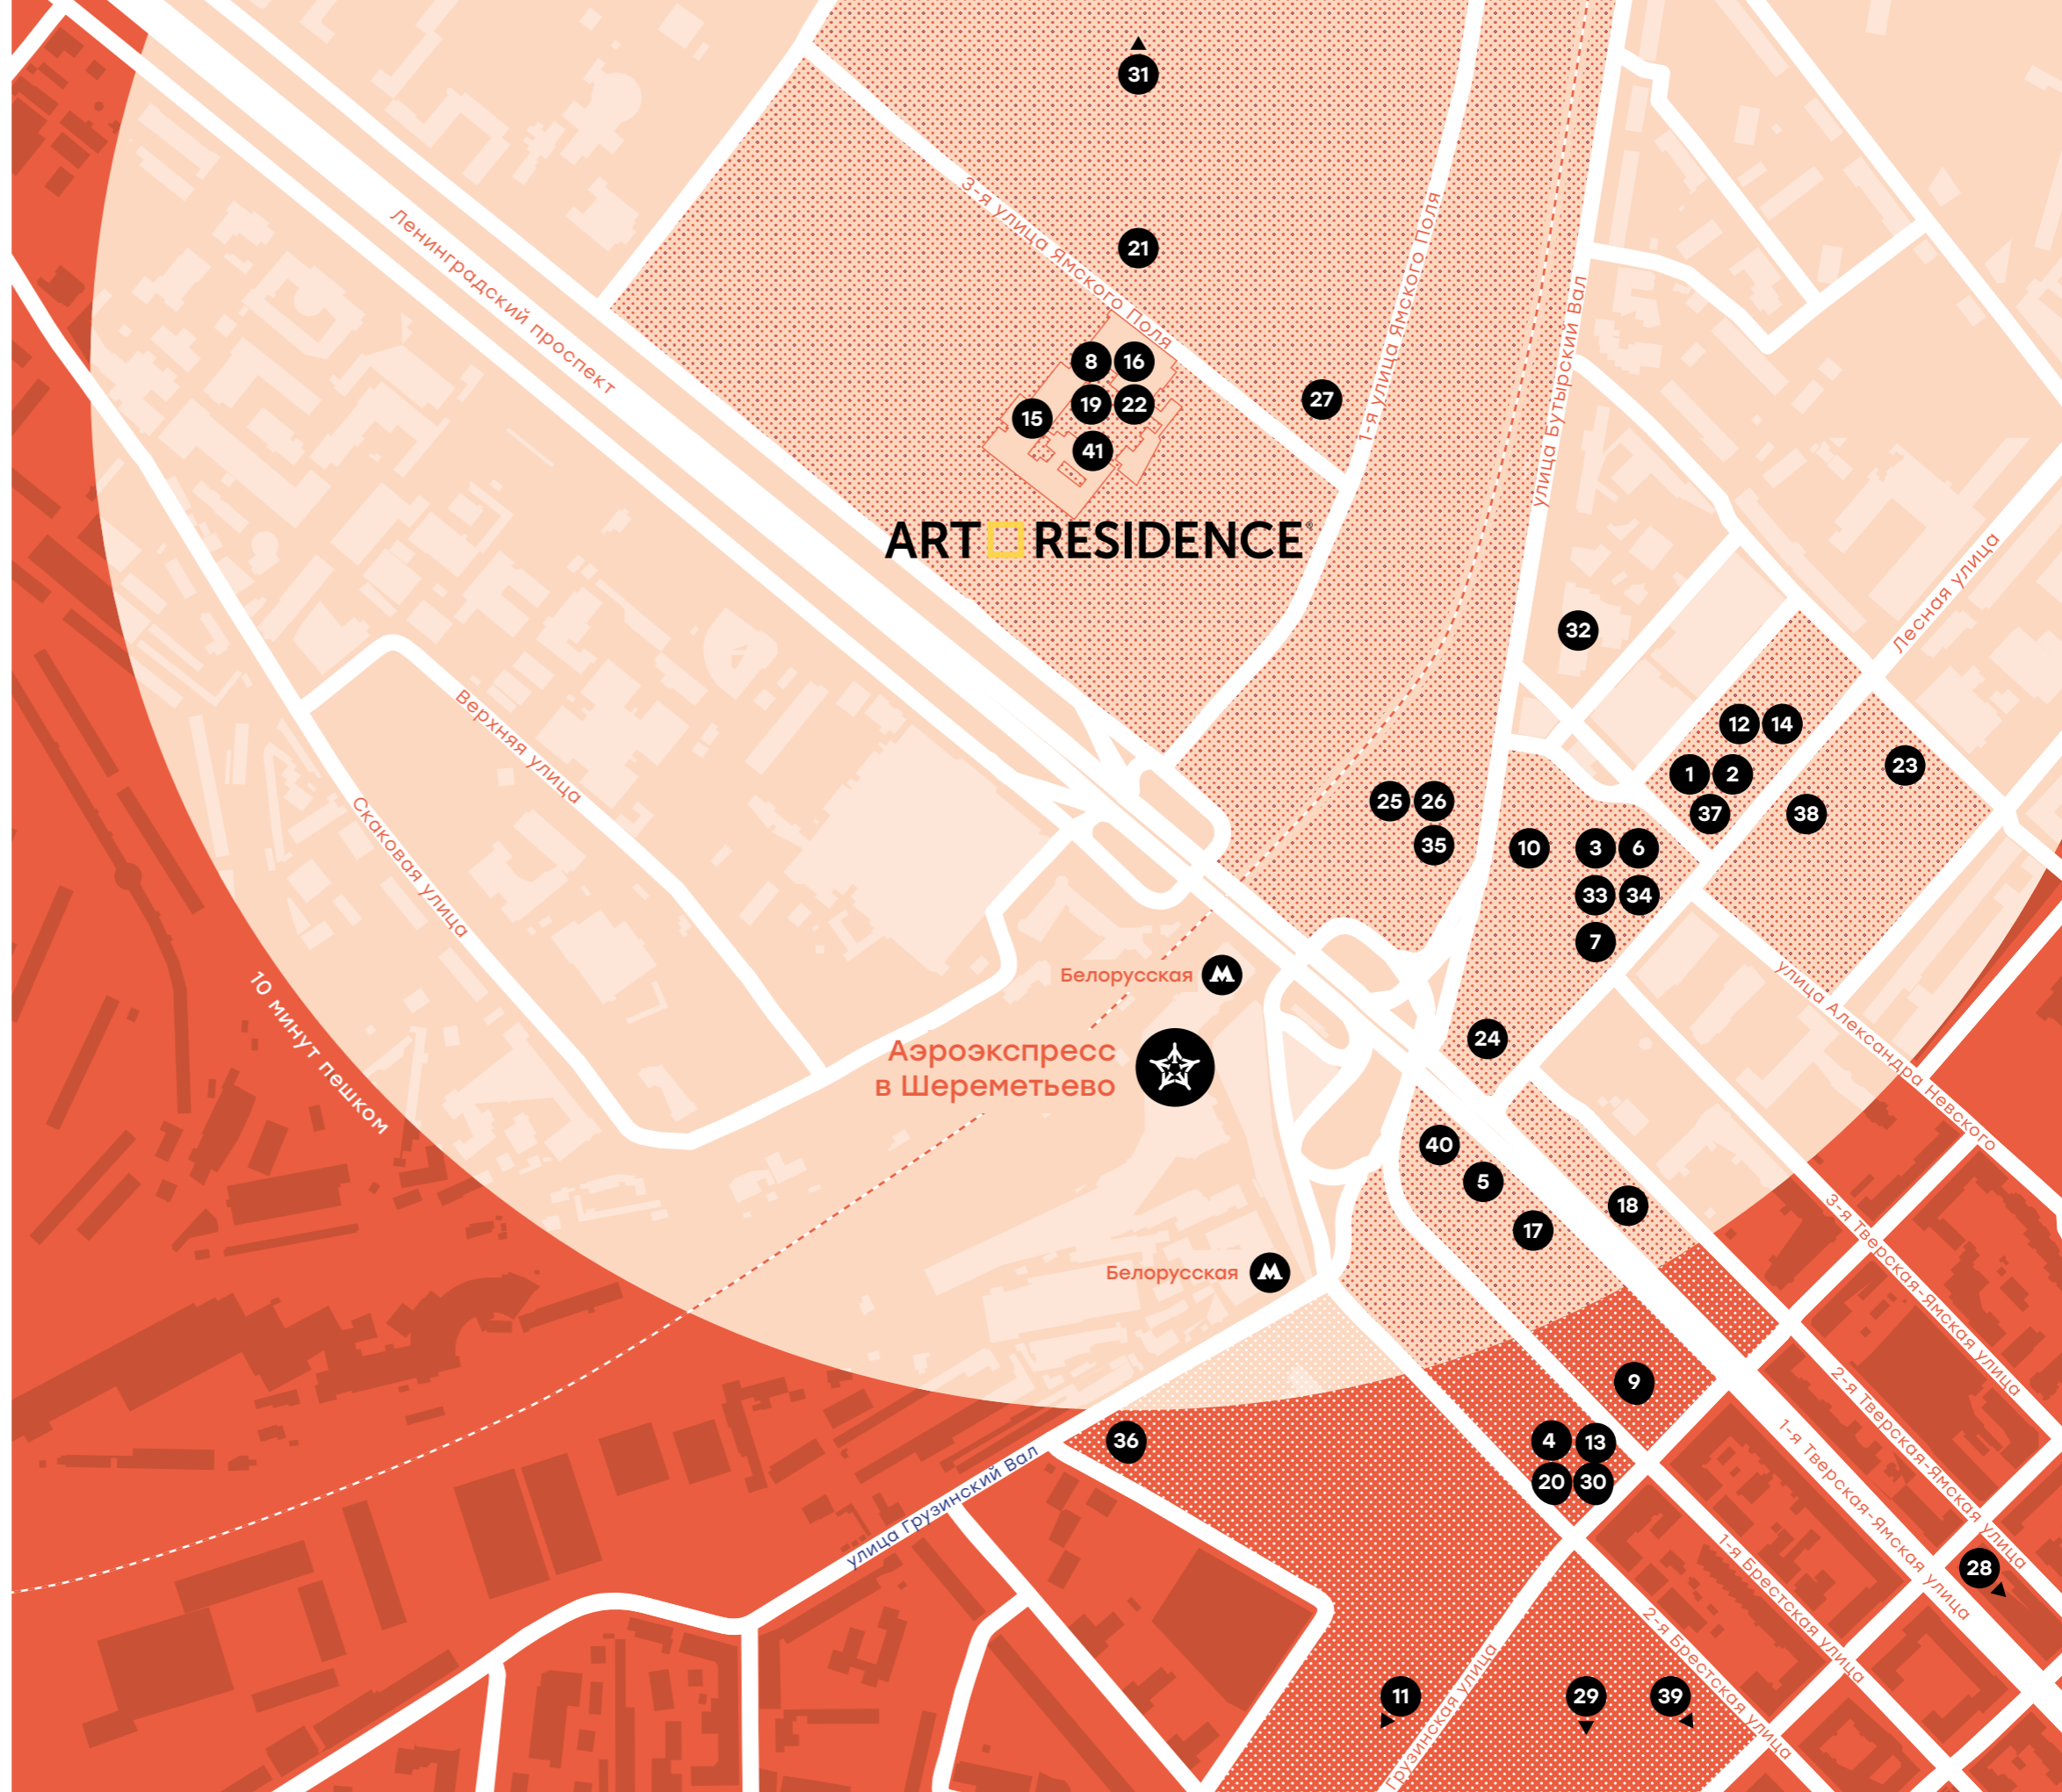 31
3-я улица Ямского Поля
21
Ленинградский проспект
1-я улица Ямского Поля
улица Бутырский Вал
8 16
27
19 22
15
41
ART RESIDENCE®
32
Лесная улица
12 14
1 2
23
37
38
25 26
35
10
3 6
33 34
7
Верхняя улица
Скаковая улица
10 минут пешком
Белорусская
M
Аэроэкспресс
в Шереметьево
24
улица Александра Невского
40
5
18
17
Белорусская
M
3-я Тверская-Ямская улица
2-я Тверская-Ямская улица
1-я Тверская-Ямская улица
9
36
4 13
20 30
улица Грузинский Вал
1-я Брестская улица
28
2-я Брестская улица
Грузинская улица
11
29
39